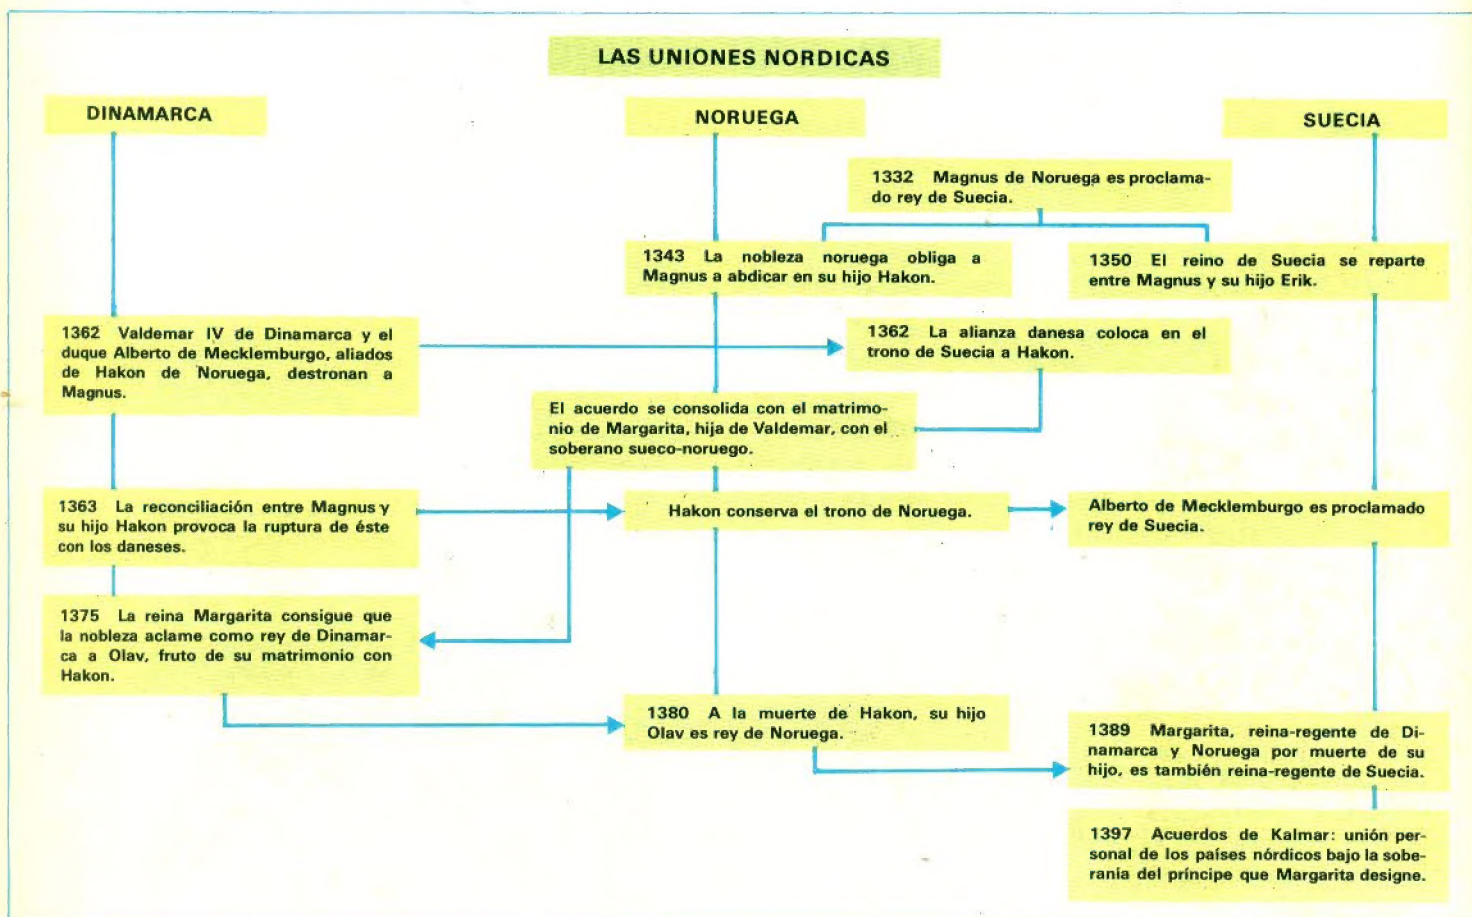 LAS UNIONES NORDICAS
DINAMARCA
NORUEGA
SUECIA
1332 Magnus de Noruega es proclama-
do rey de Suecia.
1343 La nobleza noruega obliga a
Magnus a abdicar en su hijo Hakon.
1350 El reino de Suecia se reparte
entre Magnus y su hijo Erik.
1362 Valdemar IV de Dinamarca y el
duque Alberto de Mecklemburgo, aliados
de Hakon de Noruega, destronan a
Magnus.
1362 La alianza danesa coloca en el
trono de Suecia a Hakon.
El acuerdo se consolida con el matrimo-
nio de Margarita, hija de Valdemar, con el
soberano sueco-noruego.
1363 La reconciliación entre Magnus y
su hijo Hakon provoca la ruptura de éste
con los daneses.
Hakon conserva el trono de Noruega.
Alberto de Mecklemburgo es proclamado
rey de Suecia.
1375 La reina Margarita consigue que
la nobleza aclame como rey de Dinamar-
ca a Olav, fruto de su matrimonio con
Hakon.
1380 A la muerte de Hakon, su hijo
Olav es rey de Noruega.
1389 Margarita, reina-regente de Di-
namarca y Noruega por muerte de su
hijo, es también reina-regente de Suecia.
1397 Acuerdos de Kalmar: unión per-
sonal de los países nórdicos bajo la sobe-
ranía del príncipe que Margarita designe.